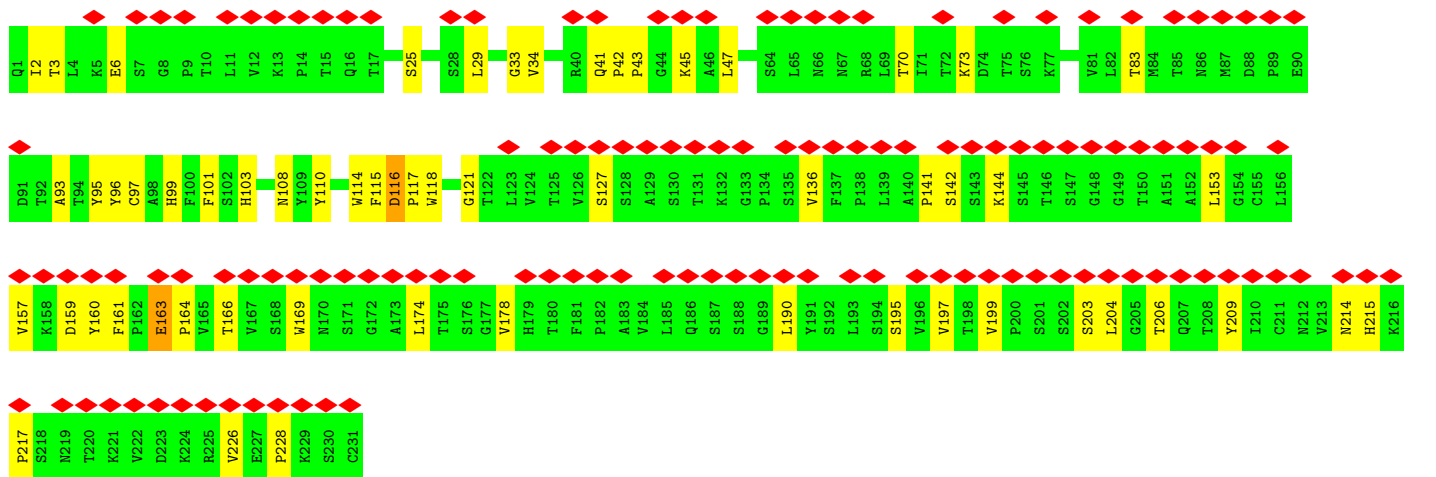 Q1 I2 T3 L4 K5 E6 S7 G8 P9 T10 L11 V12 K13 P14 T15 Q16 T17 S25 S28 L29 G33 V34 R40 Q41 P42 P43 G44 K45 A46 L47 S64 L65 N66 N67 R68 L69 T70 I71 T72 K73 D74 T75 S76 K77 V81 L82 T83 M84 T85 N86 M87 D88 P89 E90
D91 T92 A93 T94 Y95 Y96 C97 A98 H99 F100 F101 S102 H103 N108 Y109 Y110 W114 F115 D116 P117 W118 G121 T122 L123 V124 T125 V126 S127 S128 A129 S130 T131 K132 G133 P134 S135 V136 F137 P138 L139 A140 P141 S142 S143 K144 S145 T146 S147 G148 G149 T150 A151 A152 L153 G154 C155 L156
V157 K158 D159 Y160 F161 P162 E163 P164 V165 T166 V167 S168 W169 N170 S171 G172 A173 L174 T175 S176 G177 V178 H179 T180 F181 P182 A183 V184 L185 Q186 S187 S188 G189 L190 Y191 S192 L193 S194 S195 V196 V197 T198 V199 P200 S201 S202 S203 L204 G205 T206 Q207 T208 Y209 I210 C211 N212 V213 N214 H215 K216
P217 S218 N219 T220 K221 V222 D223 K224 R225 V226 E227 P228 K229 S230 C231